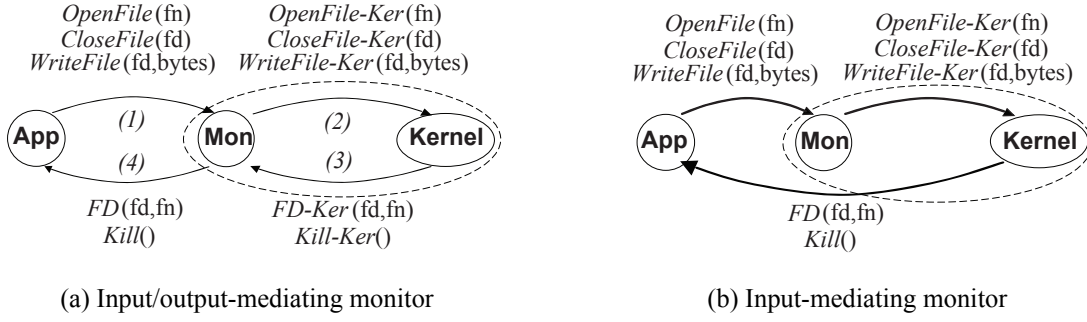 OpenFile(fn)
CloseFile(fd)
WriteFile(fd,bytes)
OpenFile-Ker(fn)
CloseFile-Ker(fd)
WriteFile-Ker(fd,bytes)
App
(1)
(4)
Mon
(2)
(3)
Kernel
FD(fd,fn)
Kill()
FD-Ker(fd,fn)
Kill-Ker()
(a) Input/output-mediating monitor
OpenFile(fn)
CloseFile(fd)
WriteFile(fd,bytes)
OpenFile-Ker(fn)
CloseFile-Ker(fd)
WriteFile-Ker(fd,bytes)
App
Mon
Kernel
FD(fd,fn)
Kill()
(b) Input-mediating monitor